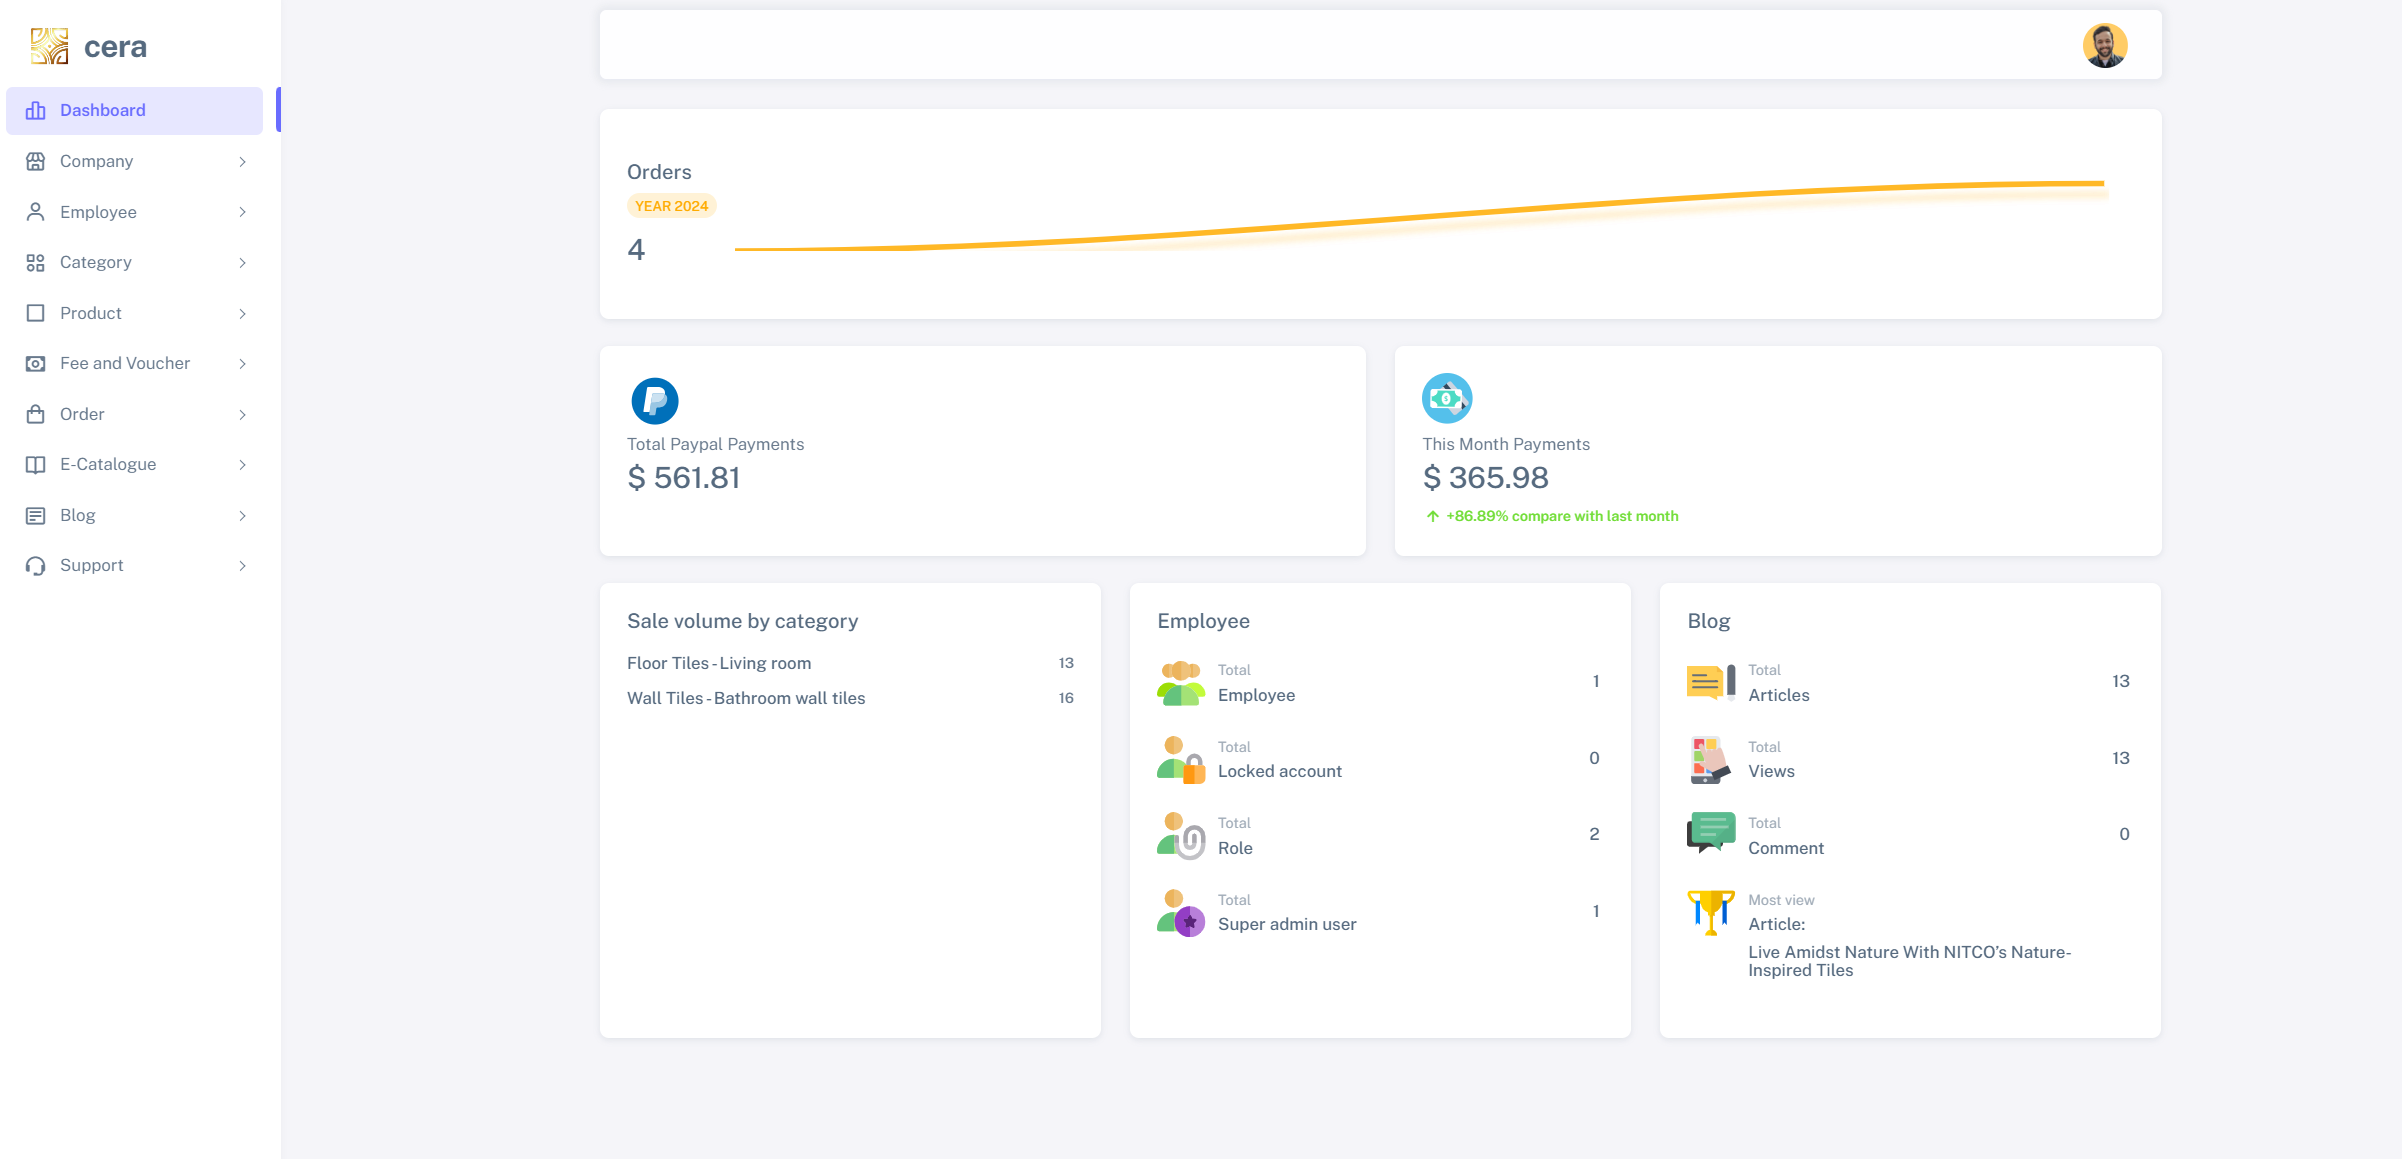 cera
Dashboard
Company
Employee
Category
Product
Fee and Voucher
Order
E-Catalogue
Blog
Support
Orders
YEAR 2024
4
Total Paypal Payments
$ 561.81
This Month Payments
$ 365.98
+86.89% compare with last month
Sale volume by category
Floor Tiles - Living room 13
Wall Tiles - Bathroom wall tiles 16
Employee
Total
Employee 1
Total
Locked account 0
Total
Role 2
Total
Super admin user 1
Blog
Total
Articles 13
Total
Views 13
Total
Comment 0
Most view
Article:
Live Amidst Nature With NITCO’s Nature-
Inspired Tiles